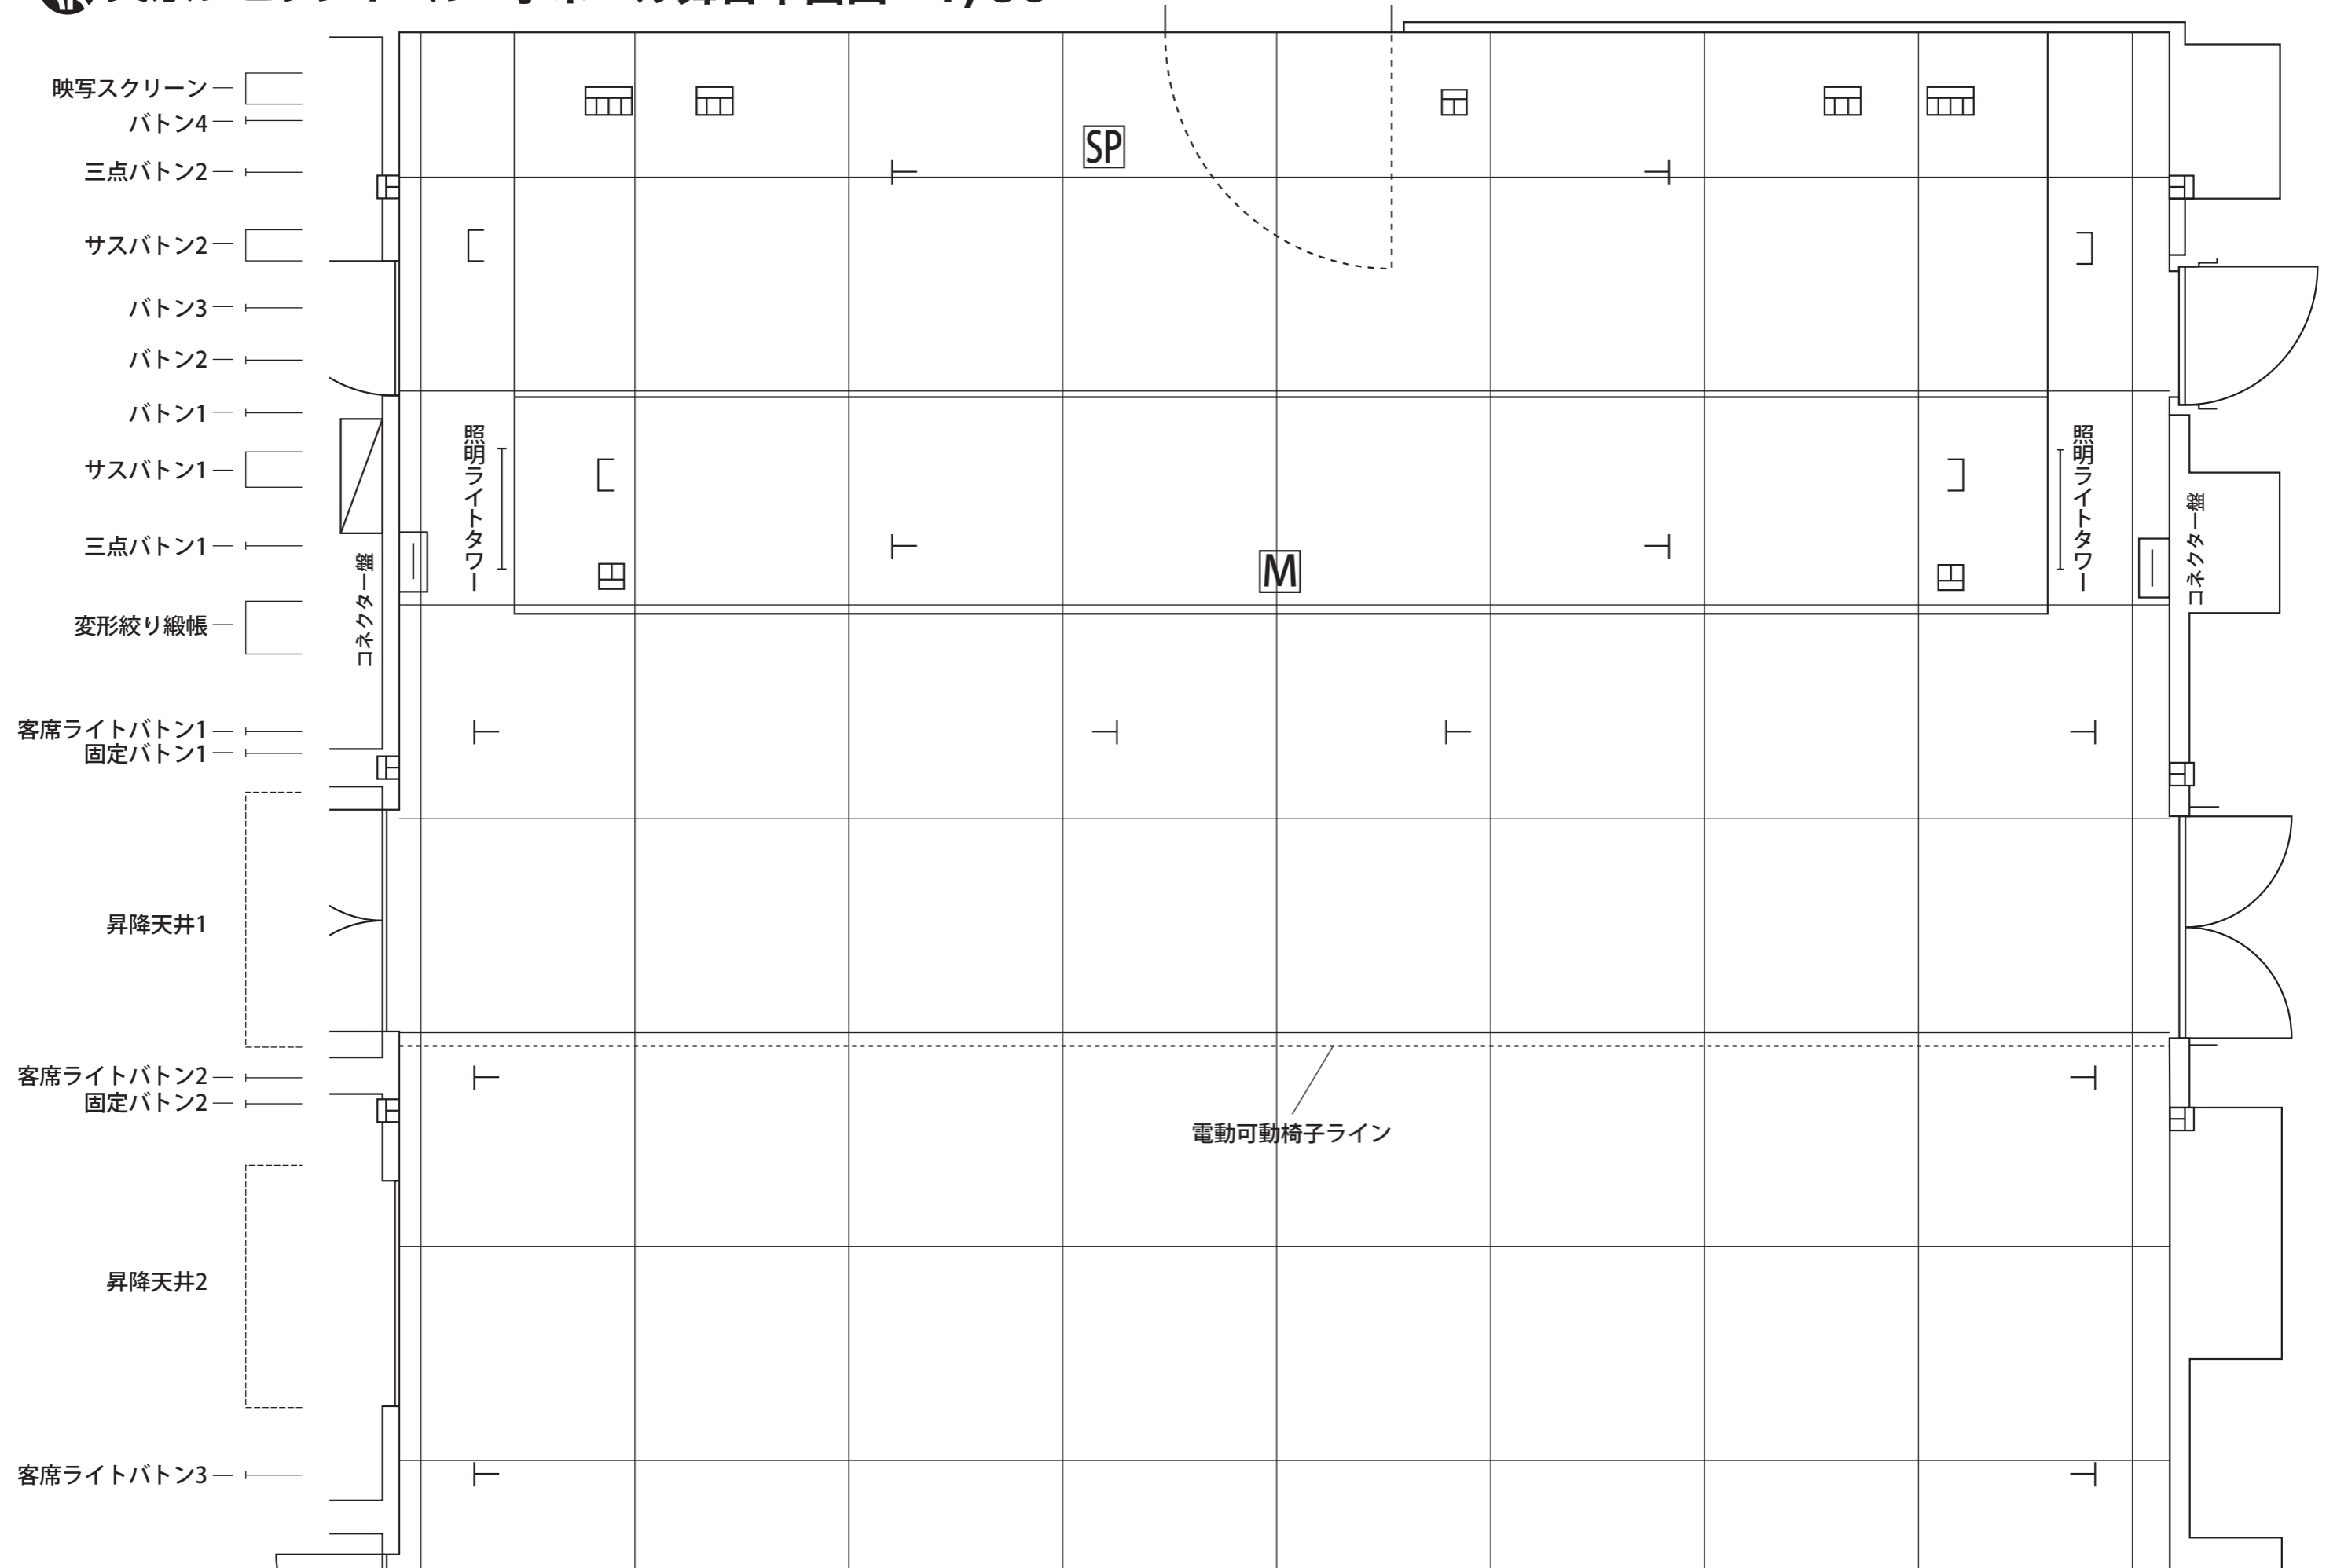 1/50
映写スクリーン
バトン4
SP
三点バトン2
サスバトン2
バトン3
バトン2
バトン1
照明ライトタワー
照明ライトタワー
サスバトン1
コネクター盤
コネクター盤
三点バトン1
M
変形絞り緞帳
客席ライトバトン1
固定バトン1
昇降天井1
客席ライトバトン2
固定バトン2
電動可動椅子ライン
昇降天井2
客席ライトバトン3